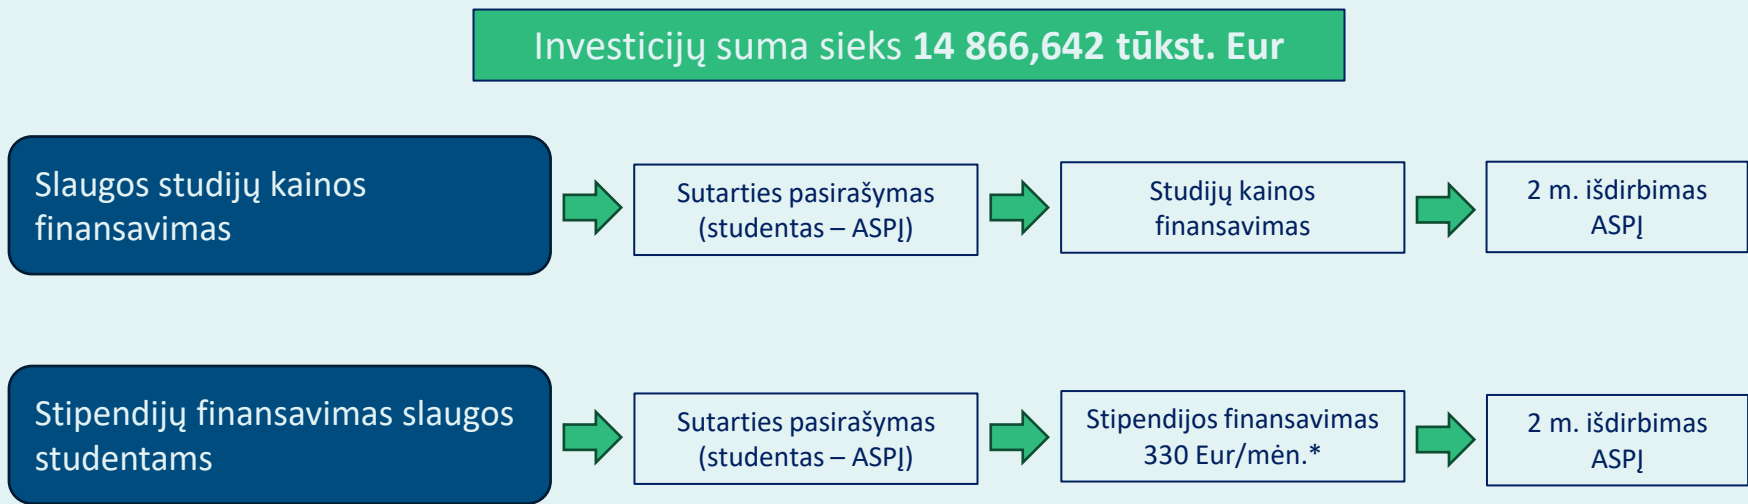 Investicijų suma sieks 14 866,642 tūkst. Eur
Slaugos studijų kainos
finansavimas
Sutarties pasirašymas
(studentas – ASPĮ)
Studijų kainos
finansavimas
2 m. išdirbimas
ASPĮ
Stipendijų finansavimas slaugos
studentams
Sutarties pasirašymas
(studentas – ASPĮ)
Stipendijos finansavimas
330 Eur/mėn.*
2 m. išdirbimas
ASPĮ